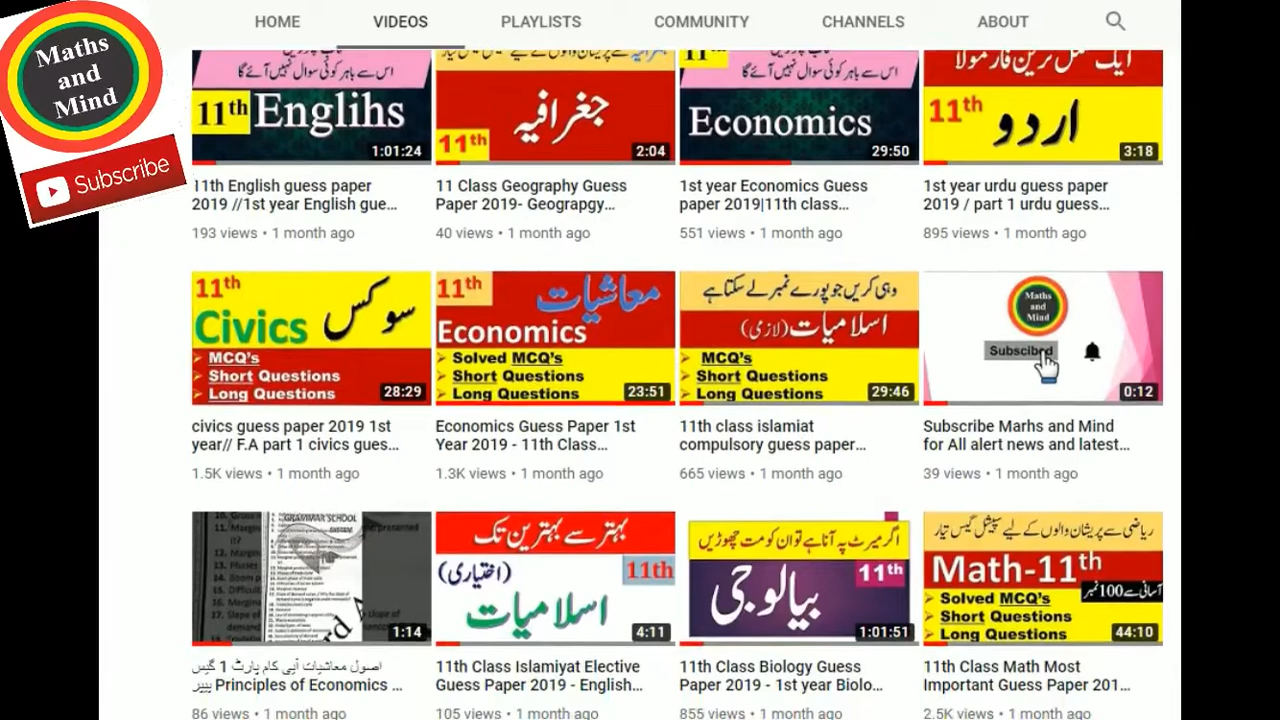 HOME VIDEOS PLAYLISTS COMMUNITY CHANNELS ABOUT
Maths
and
Mind
Subscribe
اس سے باہر کوئی سوال نہیں آئے گا
11th Englihs
1:01:24
جغرافیہ
11th
2:04
11
اس سے باہر کوئی سوال نہیں آئے گا
Economics
29:50
11th
اردو
3:18
11th English guess paper
2019 //1st year English gue...
193 views • 1 month ago
11 Class Geography Guess
Paper 2019- Geograpgy...
40 views • 1 month ago
1st year Economics Guess
paper 2019|11th class...
551 views • 1 month ago
1st year urdu guess paper
2019 / part 1 urdu guess...
895 views • 1 month ago
11th
Civics سوکس
MCQ's
Short Questions
Long Questions
28:29
11th معاشیات
Economics
Solved MCQ's
Short Questions
Long Questions
23:51
وہی کریں جو پورے نمبر لے سکتا ہے
اسلامیات (لازمی)
MCQ's
Short Questions
Long Questions
29:46
Maths
and
Mind
Subscibed
0:12
civics guess paper 2019 1st
year// F.A part 1 civics gues...
1.5K views • 1 month ago
Economics Guess Paper 1st
Year 2019 - 11th Class...
1.3K views • 1 month ago
11th class islamiat
compulsory guess paper...
665 views • 1 month ago
Subscribe Marhs and Mind
for All alert news and latest...
39 views • 1 month ago
GRAMMAR SCHOOL
1:14
بہتر سے بہترین تک
(اختیاری) 11th
اسلامیات
4:11
اگر میرٹ پہ آنا ہے تو ان کو مت چھوڑیں
11th
بیالوجی
1:01:51
ریاضی سے پریشان والوں کے لیے سپیشل گیس تیار
Math-11th
آسانی سے 100 نمبر
Solved MCQ's
Short Questions
Long Questions
44:10
اصول معاشیات آئی کام پارٹ 1 گیس
پیپر Principles of Economics ...
86 views • 1 month ago
11th Class Islamiyat Elective
Guess Paper 2019 - English...
105 views • 1 month ago
11th Class Biology Guess
Paper 2019 - 1st year Biolo...
855 views • 1 month ago
11th Class Math Most
Important Guess Paper 201...
2.5K views • 1 month ago